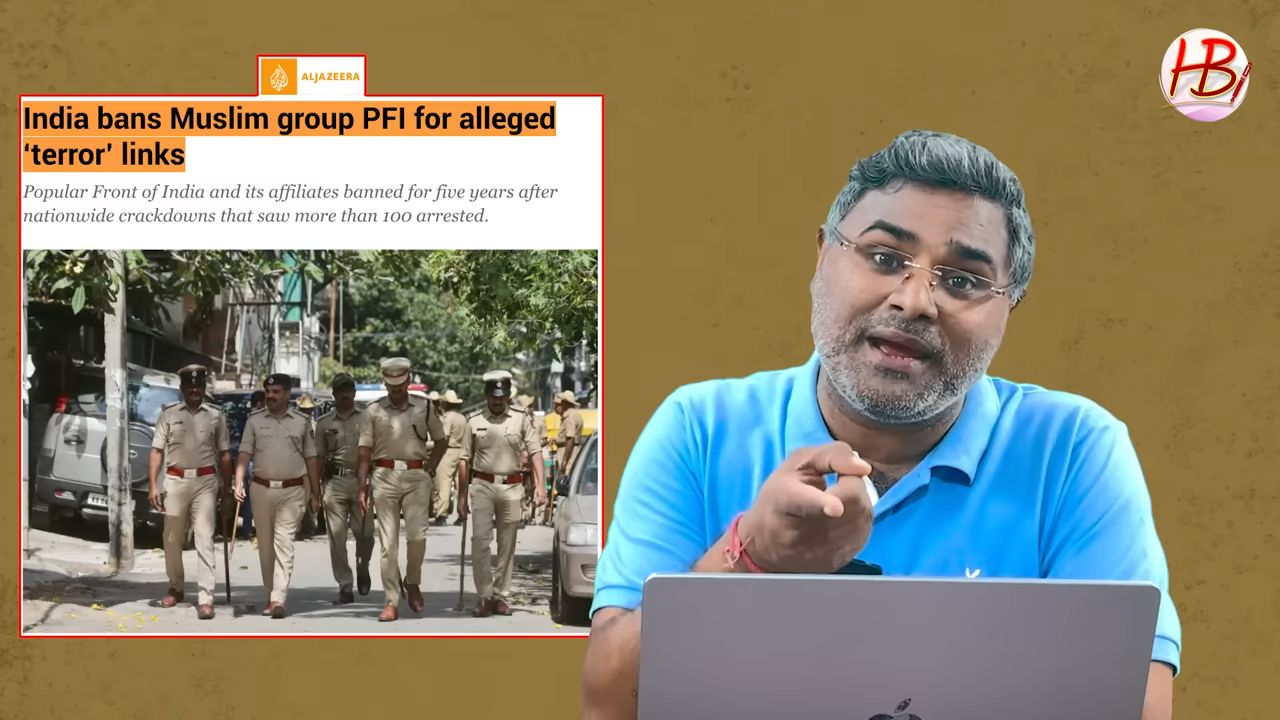 ALJAZEERA
India bans Muslim group PFI for alleged
‘terror’ links
Popular Front of India and its affiliates banned for five years after
nationwide crackdowns that saw more than 100 arrested.
HBi